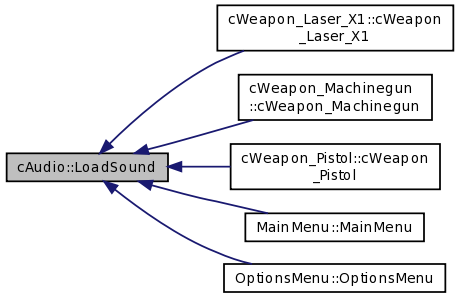 cWeapon_Laser_X1::cWeapon
_Laser_X1
cWeapon_Machinegun
::cWeapon_Machinegun
cAudio::LoadSound
cWeapon_Pistol::cWeapon
_Pistol
MainMenu::MainMenu
OptionsMenu::OptionsMenu